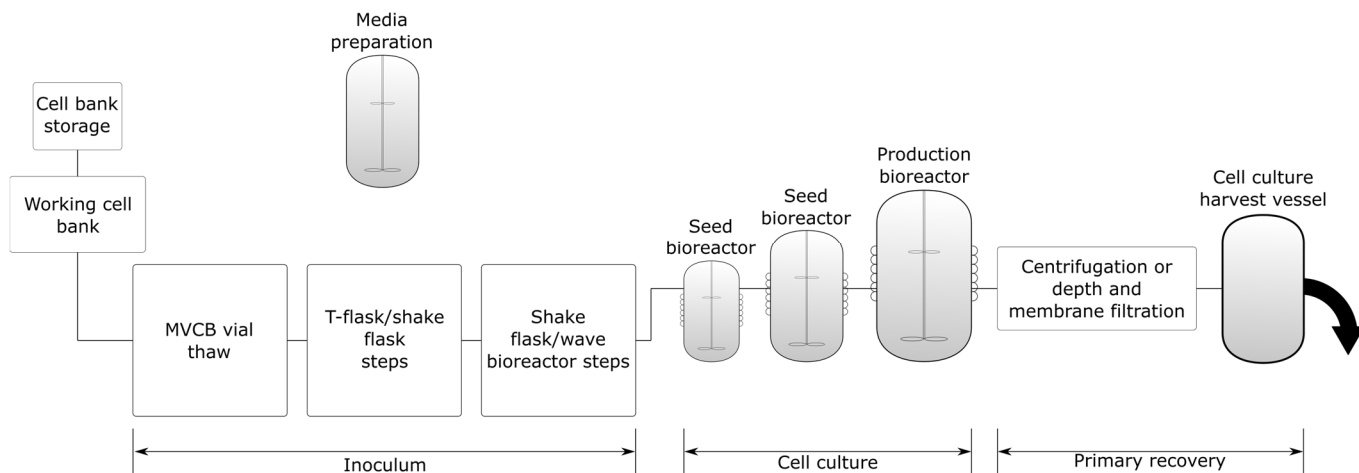 Media
preparation
Cell bank
storage
Working cell
bank
MVCB vial
thaw
T-flask/shake
flask
steps
Shake
flask/wave
bioreactor steps
Seed
bioreactor
Seed
bioreactor
Production
bioreactor
Centrifugation or
depth and
membrane filtration
Cell culture
harvest vessel
Inoculum
Cell culture
Primary recovery